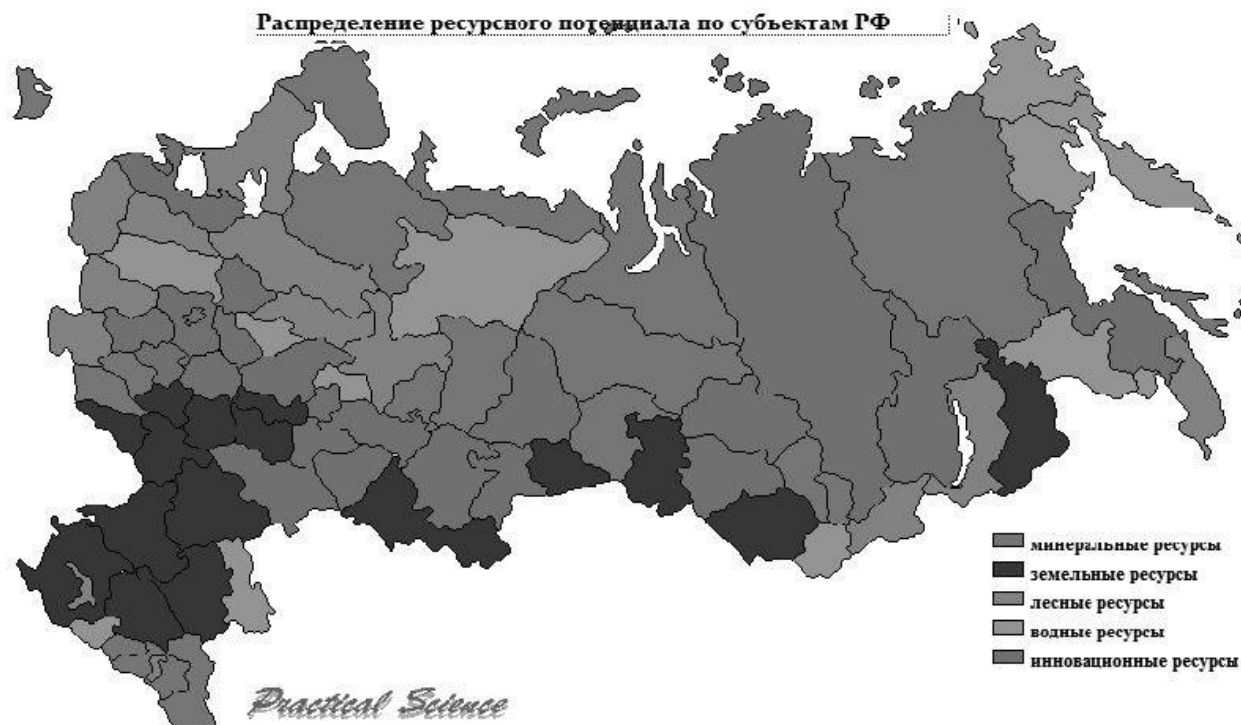 Распределение ресурсного потенциала по субъектам РФ
минеральные ресурсы
земельные ресурсы
лесные ресурсы
водные ресурсы
инновационные ресурсы
Practical Science